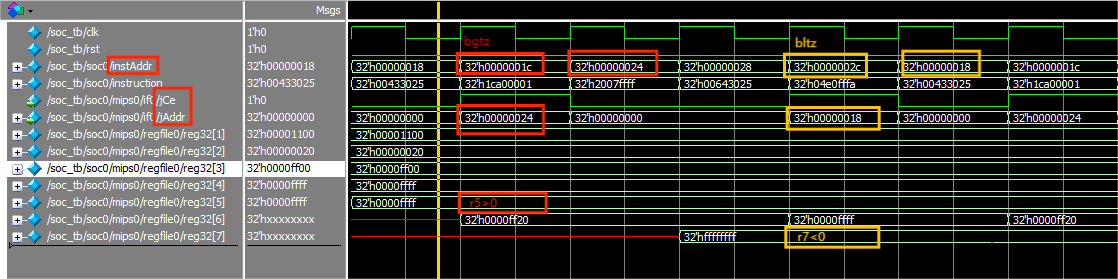 Msgs
/soc_tb/clk 1'h0
/soc_tb/rst 1'h0
/soc_tb/soc0/instAddr 32'h00000018
/soc_tb/soc0/instruction 32'h00433025
/soc_tb/soc0/mips0/if0/jCe 1'h0
/soc_tb/soc0/mips0/if0/jAddr 32'h00000000
/soc_tb/soc0/mips0/regfile0/reg32[1] 32'h00001100
/soc_tb/soc0/mips0/regfile0/reg32[2] 32'h00000020
/soc_tb/soc0/mips0/regfile0/reg32[3] 32'h0000ff00
/soc_tb/soc0/mips0/regfile0/reg32[4] 32'h0000ffff
/soc_tb/soc0/mips0/regfile0/reg32[5] 32'h0000ffff
/soc_tb/soc0/mips0/regfile0/reg32[6] 32'hxxxxxxxx
/soc_tb/soc0/mips0/regfile0/reg32[7] 32'hxxxxxxxx
bgtz bltz
32'h00000018 32'h0000001c 32'h00000024 32'h00000028 32'h0000002c 32'h00000018 32'h0000001c
32'h00433025 32'h1ca00001 32'h2007ffff 32'h00643025 32'h04e0fffa 32'h00433025 32'h1ca00001
32'h00000000 32'h00000024 32'h00000000 32'h00000018 32'h00000000 32'h00000024
32'h00001100
32'h00000020
32'h0000ff00
32'h0000ffff
32'h0000ffff r5>0
32'h0000ff20 32'h0000ffff 32'h0000ff20
32'hffffffff r7<0